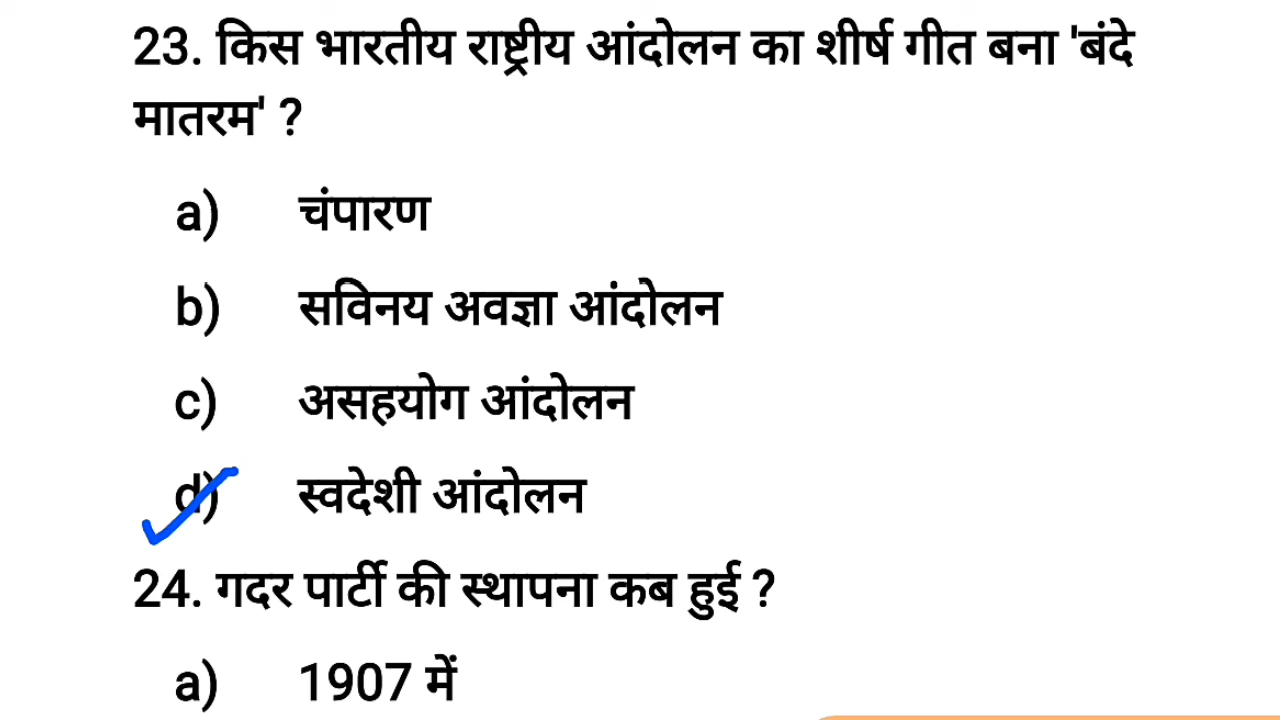 23. किस भारतीय राष्ट्रीय आंदोलन का शीर्ष गीत बना 'बंदे
मातरम' ?
a) चंपारण
b) सविनय अवज्ञा आंदोलन
c) असहयोग आंदोलन
d) स्वदेशी आंदोलन
24. गदर पार्टी की स्थापना कब हुई ?
a) 1907 में